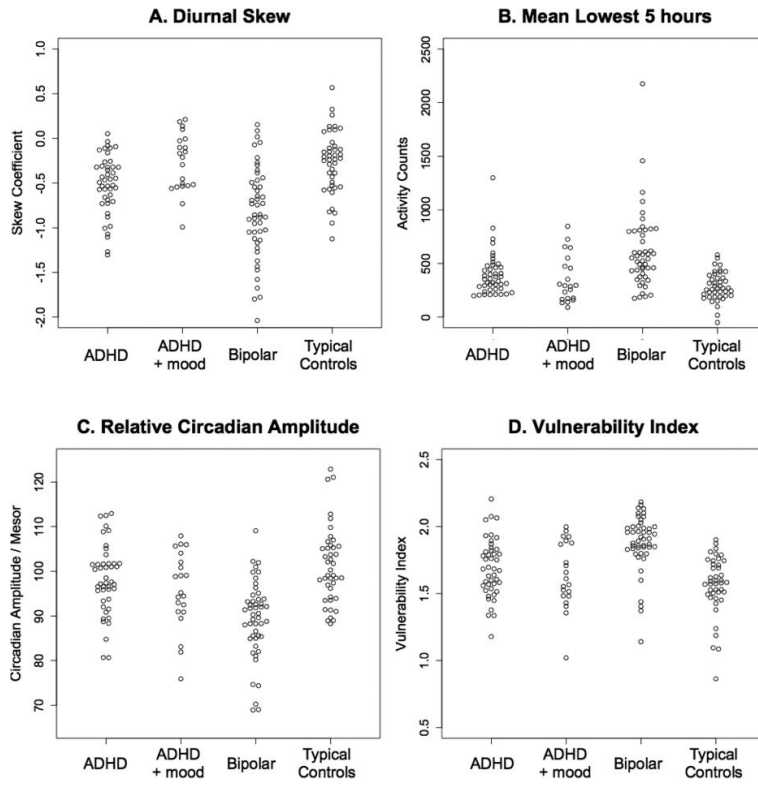 A. Diurnal Skew
Skew Coefficient
1.0
0.5
0.0
-0.5
-1.0
-1.5
-2.0
ADHD
ADHD
+ mood
Bipolar
Typical
Controls
B. Mean Lowest 5 hours
Activity Counts
2500
2000
1500
1000
500
0
ADHD
ADHD
+ mood
Bipolar
Typical
Controls
C. Relative Circadian Amplitude
Circadian Amplitude / Mesor
120
110
100
90
80
70
ADHD
ADHD
+ mood
Bipolar
Typical
Controls
D. Vulnerability Index
Vulnerability Index
2.5
2.0
1.5
1.0
0.5
ADHD
ADHD
+ mood
Bipolar
Typical
Controls